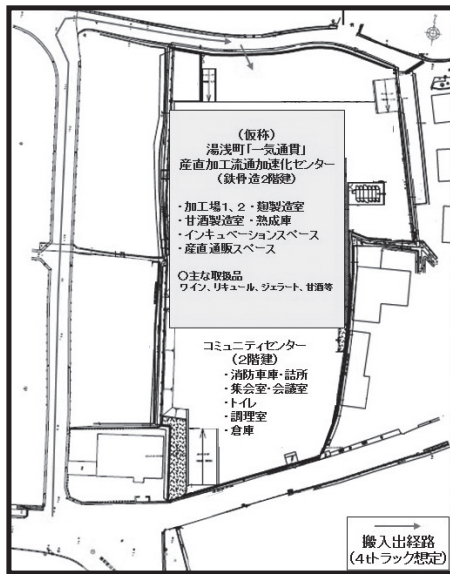 (仮称)
湯浅町「一気通貫」
産直加工流通加速化センター
(鉄骨造2階建)
・加工場1、2・麹製造室
・甘酒製造室・熟成庫
・インキュベーションスペース
・産直通販スペース
○主な取扱品
ワイン、リキュール、ジェラート、甘酒等
コミュニティセンター
(2階建)
・消防車庫・詰所
・集会室・会議室
・トイレ
・調理室
・倉庫
搬入出経路
(4tトラック想定)